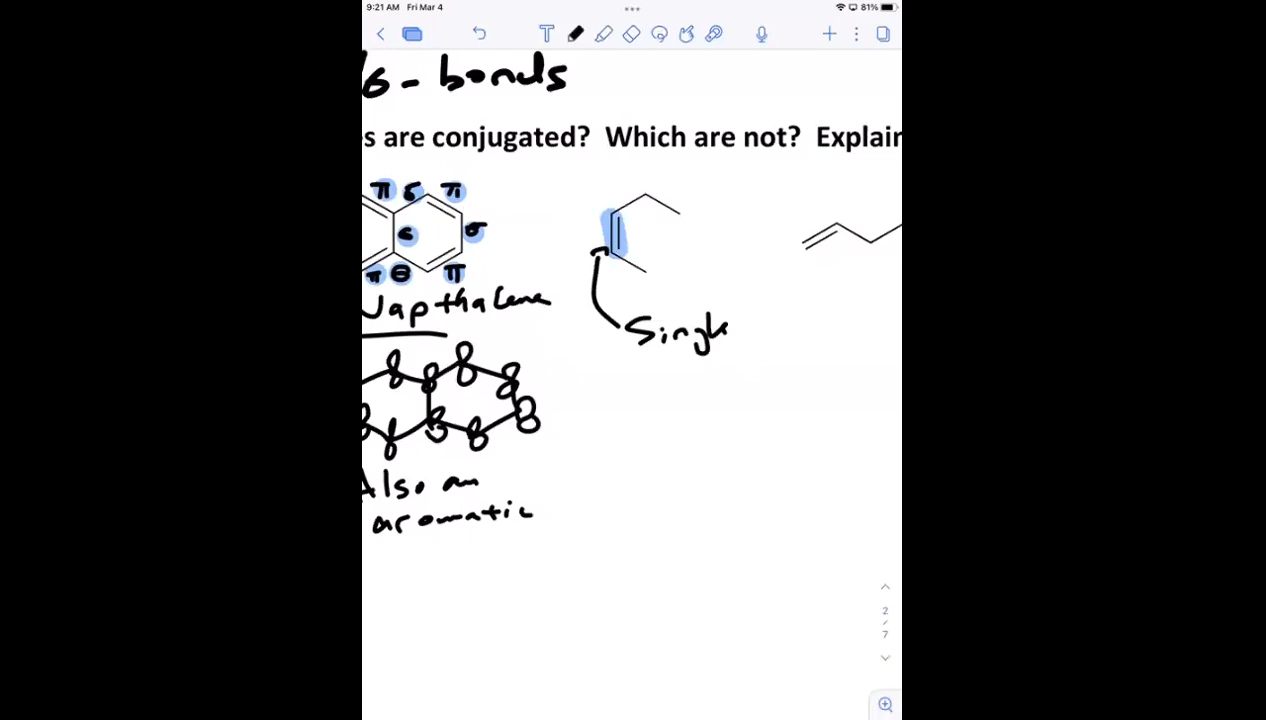 9:21 AM Fri Mar 4
81%
/σ - bonds
s are conjugated? Which are not? Explair
π σ π
σ σ
π σ π
Napthalene
Single
Also an
aromatic
2
/
7